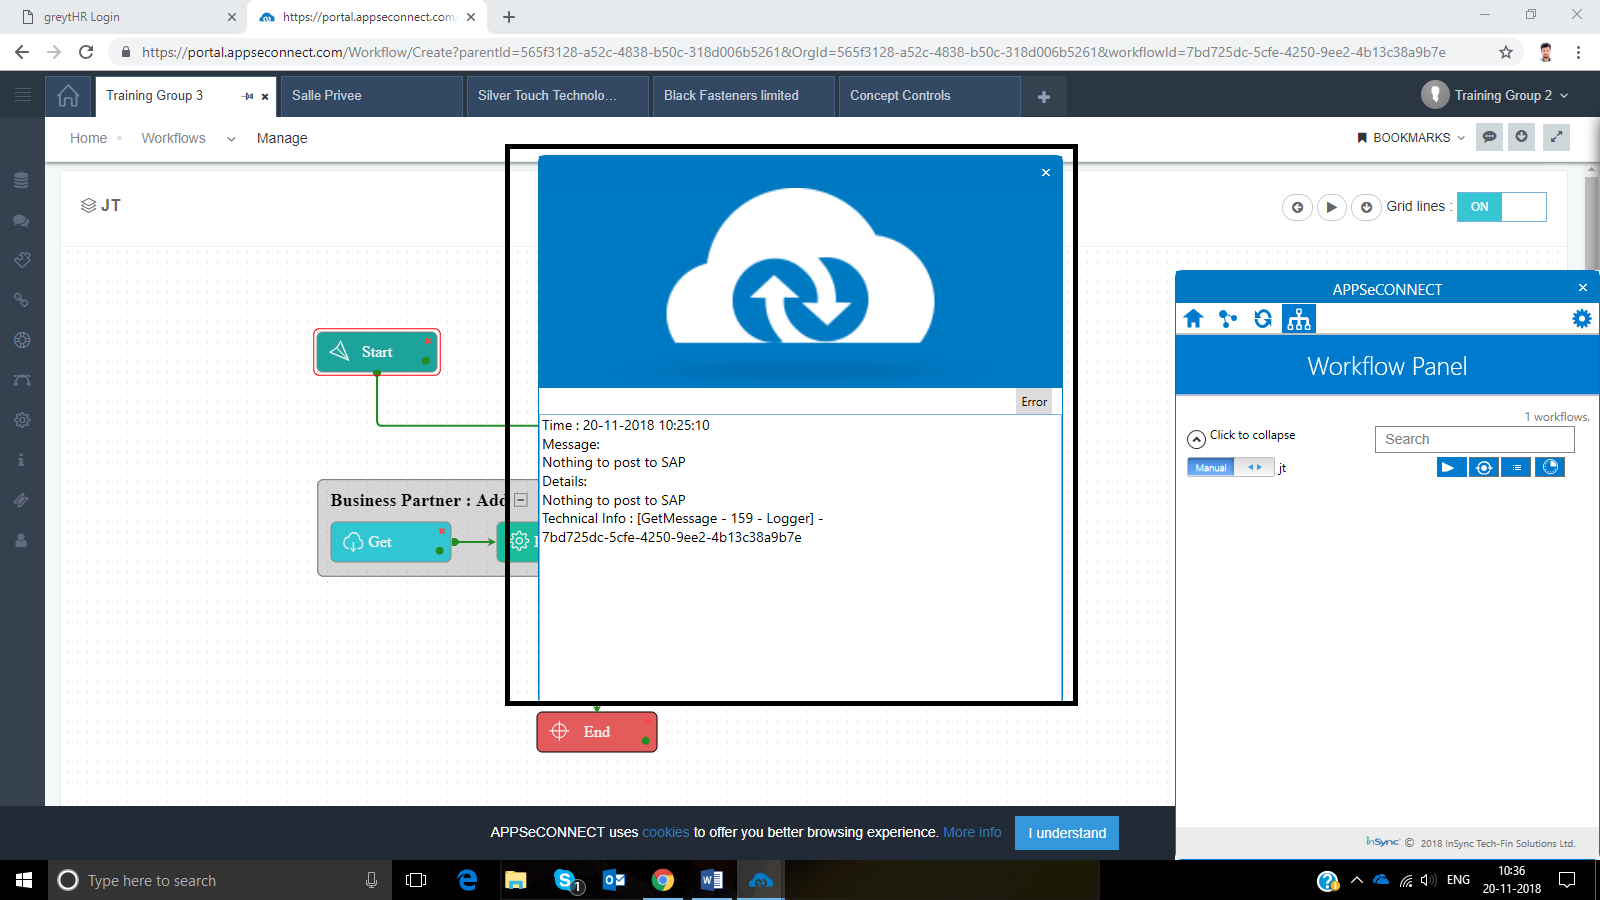 greytHR Login
https://portal.appseconnect.com
https://portal.appseconnect.com/Workflow/Create?parentId=565f3128-a52c-4838-b50c-318d006b5261&OrgId=565f3128-a52c-4838-b50c-318d006b5261&workflowId=7bd725dc-5cfe-4250-9ee2-4b13c38a9b7e
Training Group 3
Salle Privee
Silver Touch Technolo...
Black Fasteners limited
Concept Controls
Training Group 2
Home
Workflows
Manage
BOOKMARKS
JT
Grid lines :
ON
Start
Business Partner : Add
Get
End
Error
Time : 20-11-2018 10:25:10
Message:
Nothing to post to SAP
Details:
Nothing to post to SAP
Technical Info : [GetMessage - 159 - Logger] -
7bd725dc-5cfe-4250-9ee2-4b13c38a9b7e
APPSeCONNECT
Workflow Panel
1 workflows.
Click to collapse
Search
Manual
jt
InSync © 2018 InSync Tech-Fin Solutions Ltd.
APPSeCONNECT uses cookies to offer you better browsing experience. More info
I understand
Type here to search
1
ENG
10:36
20-11-2018